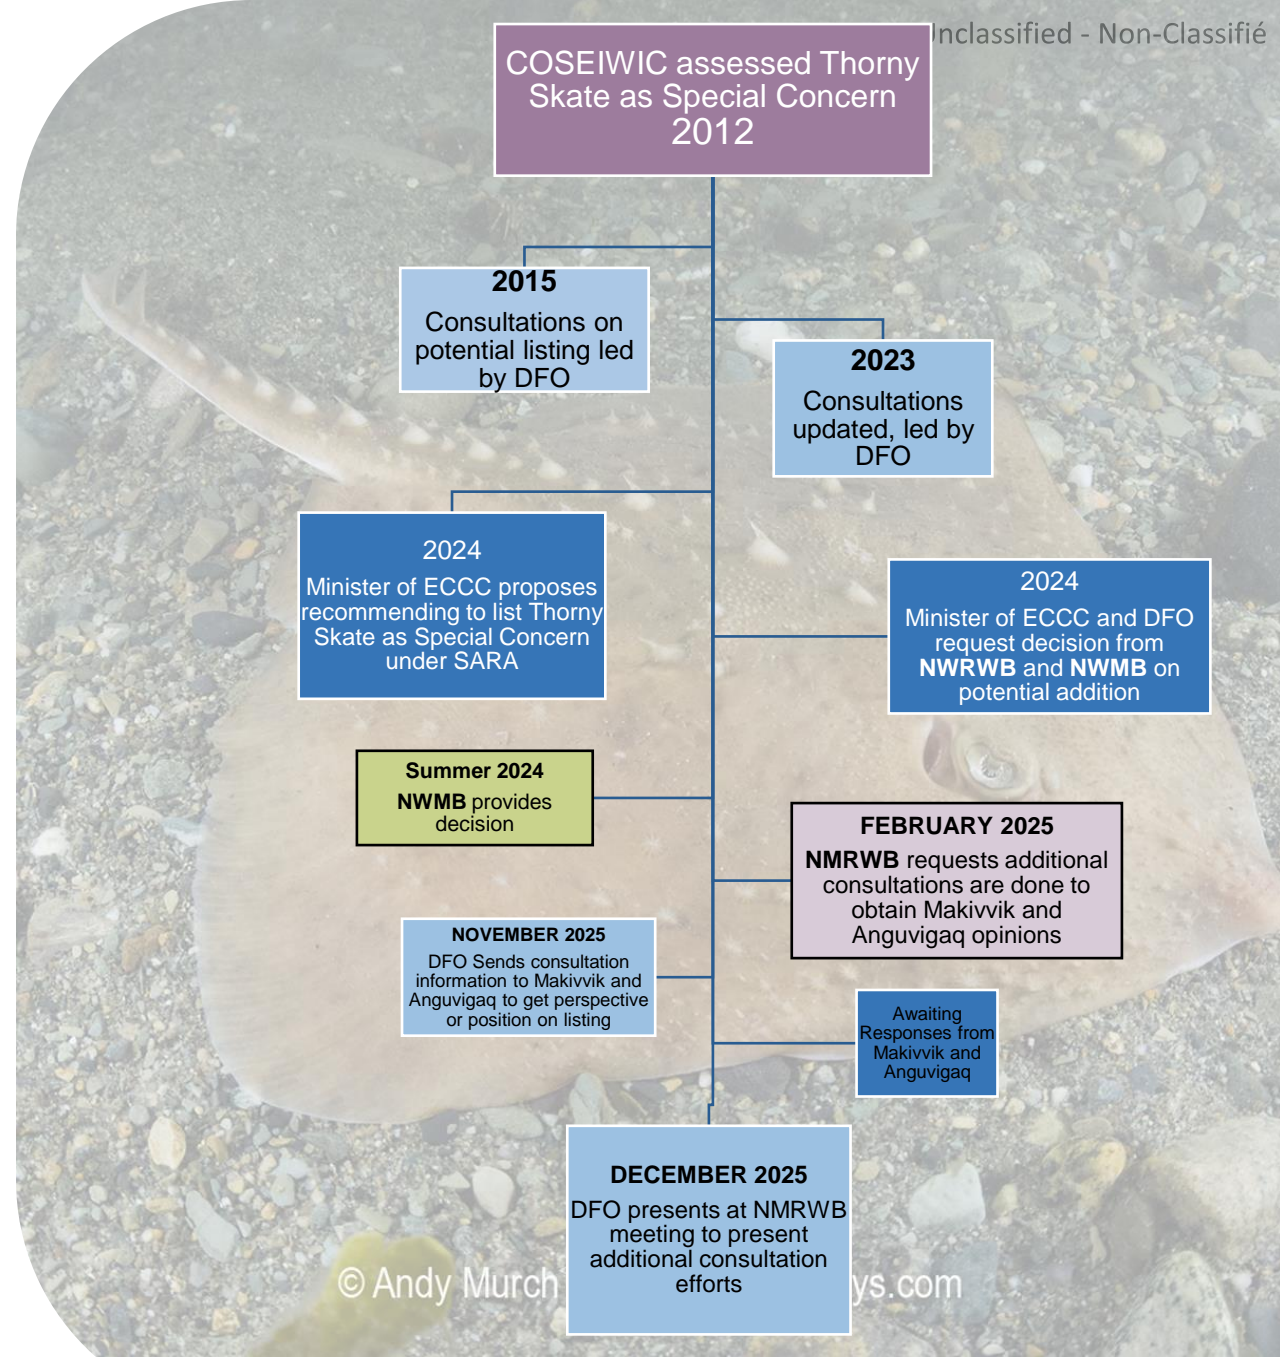 Unclassified - Non-Classifié
COSEIWIC assessed Thorny
Skate as Special Concern
2012
2015
Consultations on
potential listing led
by DFO
2023
Consultations
updated, led by
DFO
2024
Minister of ECCC proposes
recommending to list Thorny
Skate as Special Concern
under SARA
2024
Minister of ECCC and DFO
request decision from
NWRWB and NWMB on
potential addition
Summer 2024
NWMB provides
decision
FEBRUARY 2025
NMRWB requests additional
consultations are done to
obtain Makivvik and
Anguvigaq opinions
NOVEMBER 2025
DFO Sends consultation
information to Makivvik and
Anguvigaq to get perspective
or position on listing
Awaiting
Responses from
Makivvik and
Anguvigaq
DECEMBER 2025
DFO presents at NMRWB
meeting to present
additional consultation
efforts
© Andy Murch ys.com